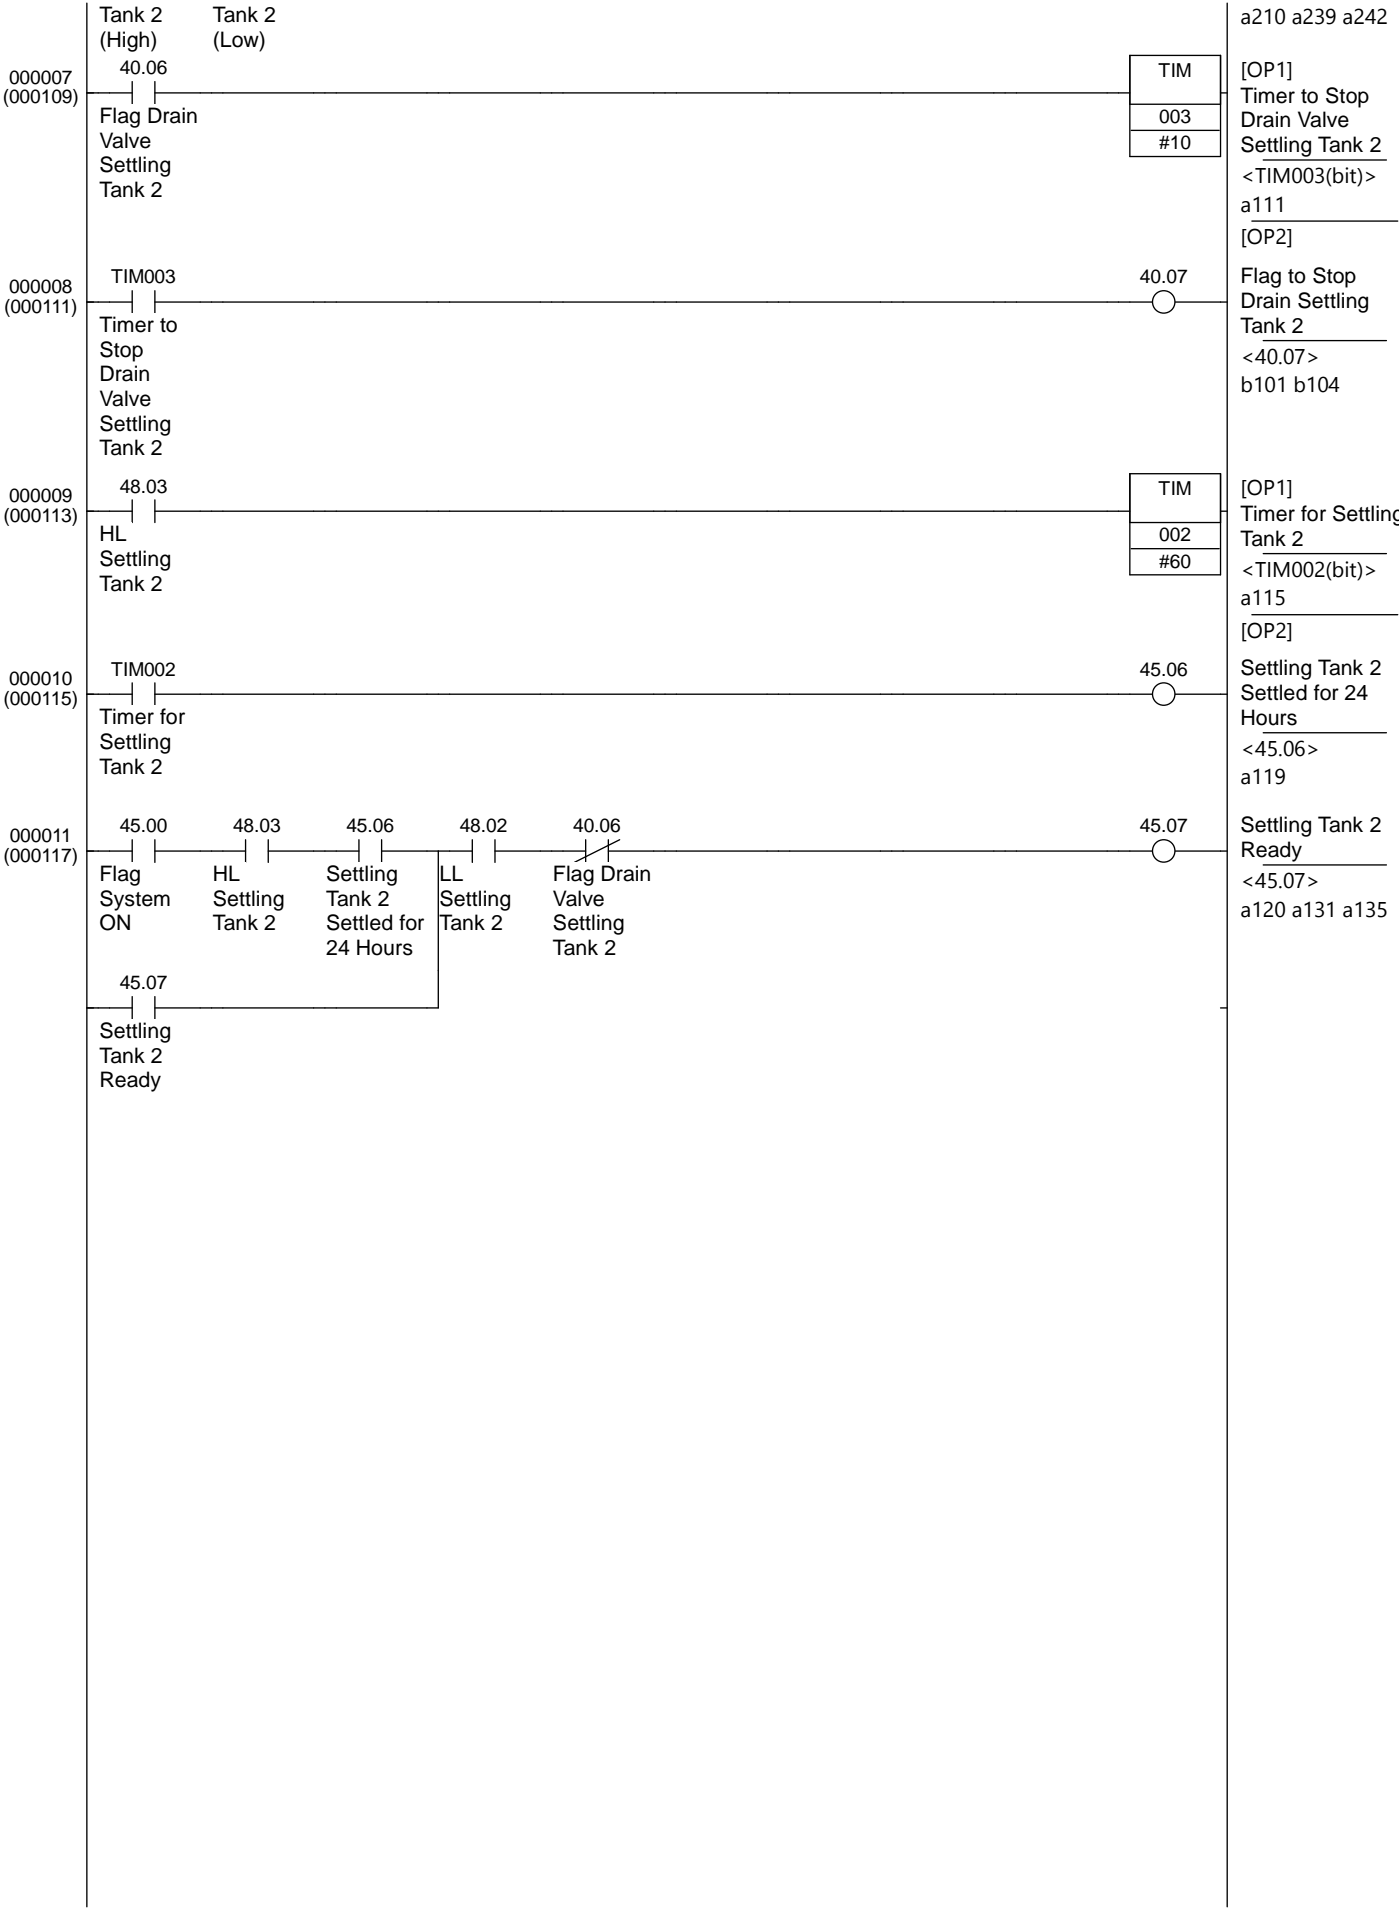 Tank 2 Tank 2 a210 a239 a242
(High) (Low)
000007 40.06 TIM [OP1]
(000109) Timer to Stop
Flag Drain 003 Drain Valve
Valve #10 Settling Tank 2
Settling <TIM003(bit)>
Tank 2 a111
[OP2]
000008 TIM003 40.07 Flag to Stop
(000111) Drain Settling
Timer to Tank 2
Stop <40.07>
Drain b101 b104
Valve
Settling
Tank 2
000009 48.03 TIM [OP1]
(000113) Timer for Settling
HL 002 Tank 2
Settling #60 <TIM002(bit)>
Tank 2 a115
[OP2]
000010 TIM002 45.06 Settling Tank 2
(000115) Settled for 24
Timer for Hours
Settling <45.06>
Tank 2 a119
000011 45.00 48.03 45.06 48.02 40.06 45.07 Settling Tank 2
(000117) Ready
Flag HL Settling LL Flag Drain <45.07>
System Settling Tank 2 Settling Valve a120 a131 a135
ON Tank 2 Settled for Tank 2 Settling
24 Hours Tank 2
45.07
Settling
Tank 2
Ready